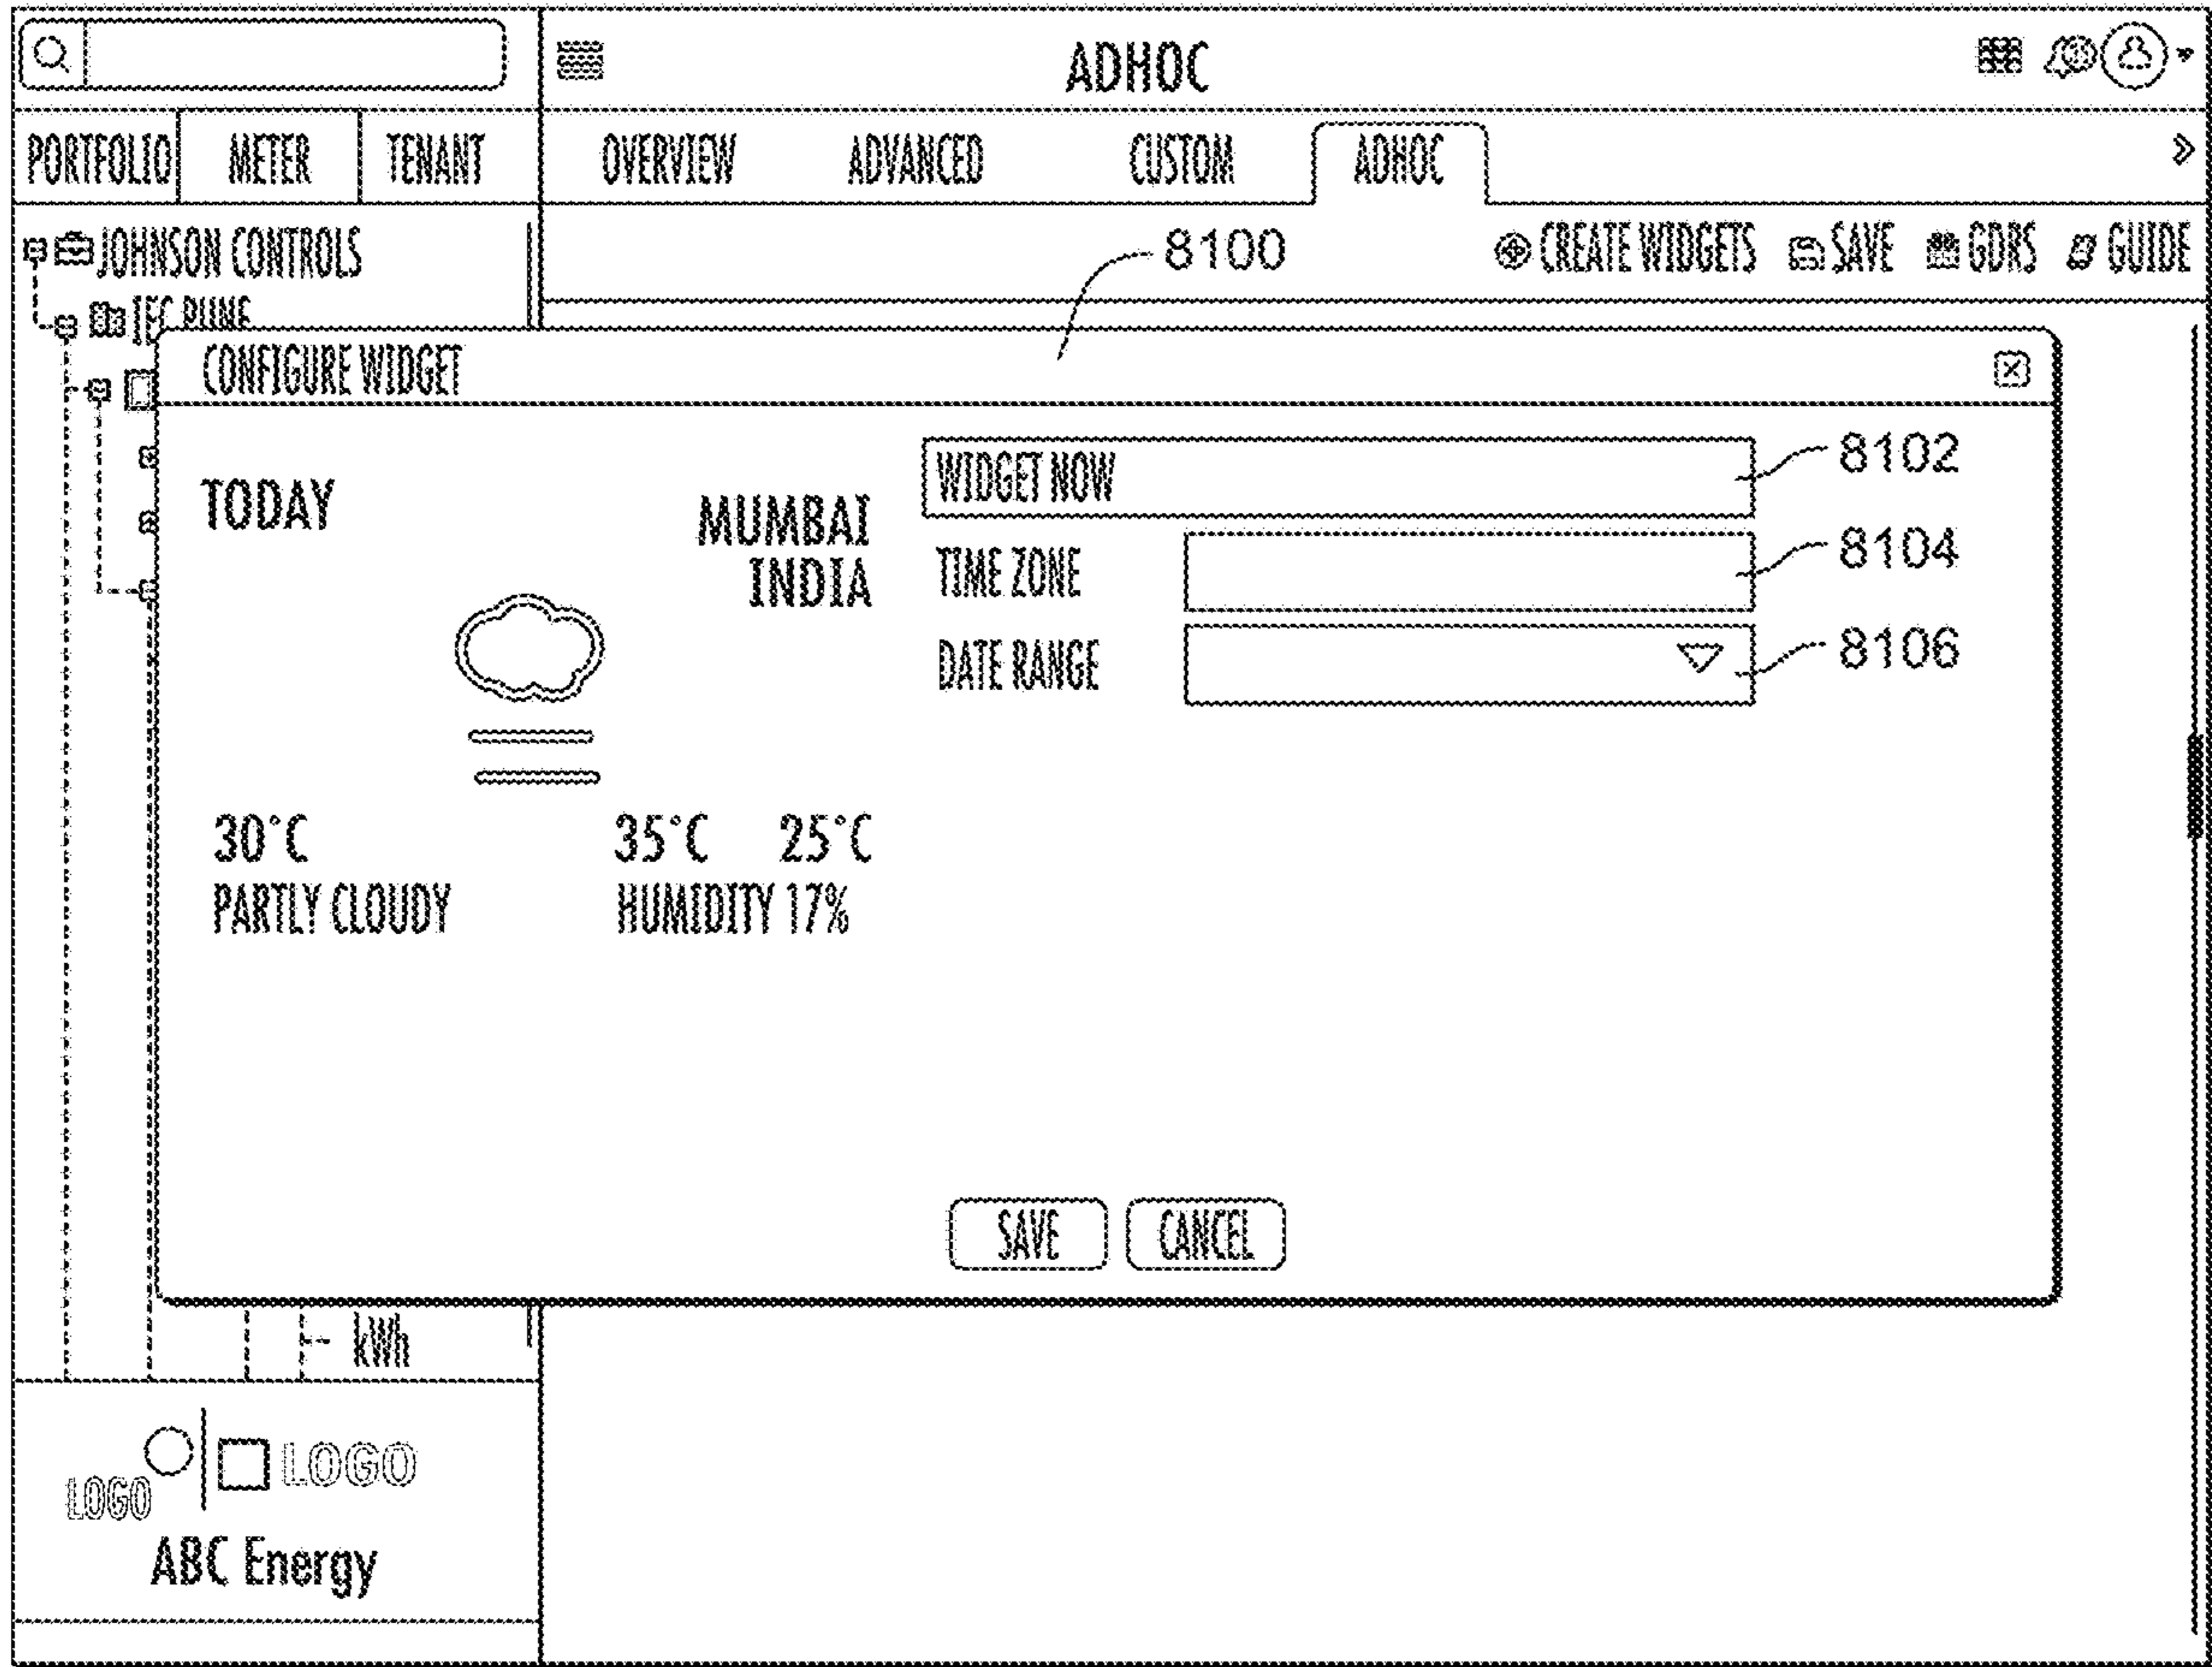 ADHOC
PORTFOLIO METER TENANT
OVERVIEW ADVANCED CUSTOM ADHOC »
JOHNSON CONTROLS
8100
CREATE WIDGETS SAVE GDRS GUIDE
PUNE
CONFIGURE WIDGET
TODAY
MUMBAI
INDIA
WIDGET NOW
8102
TIME ZONE
8104
DATE RANGE
8106
30°C 35°C 25°C
PARTLY CLOUDY HUMIDITY 17%
SAVE CANCEL
kWh
LOGO LOGO
ABC Energy